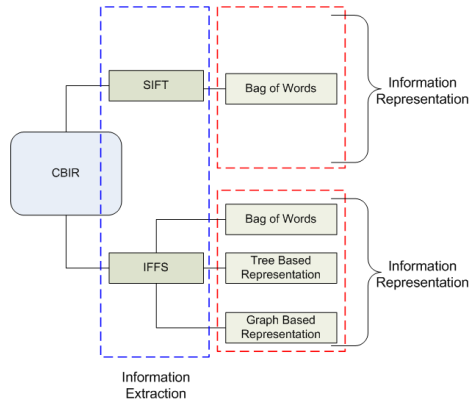 SIFT
Bag of Words
Information
Representation
CBIR
Bag of Words
IFFS
Tree Based
Representation
Information
Representation
Graph Based
Representation
Information
Extraction